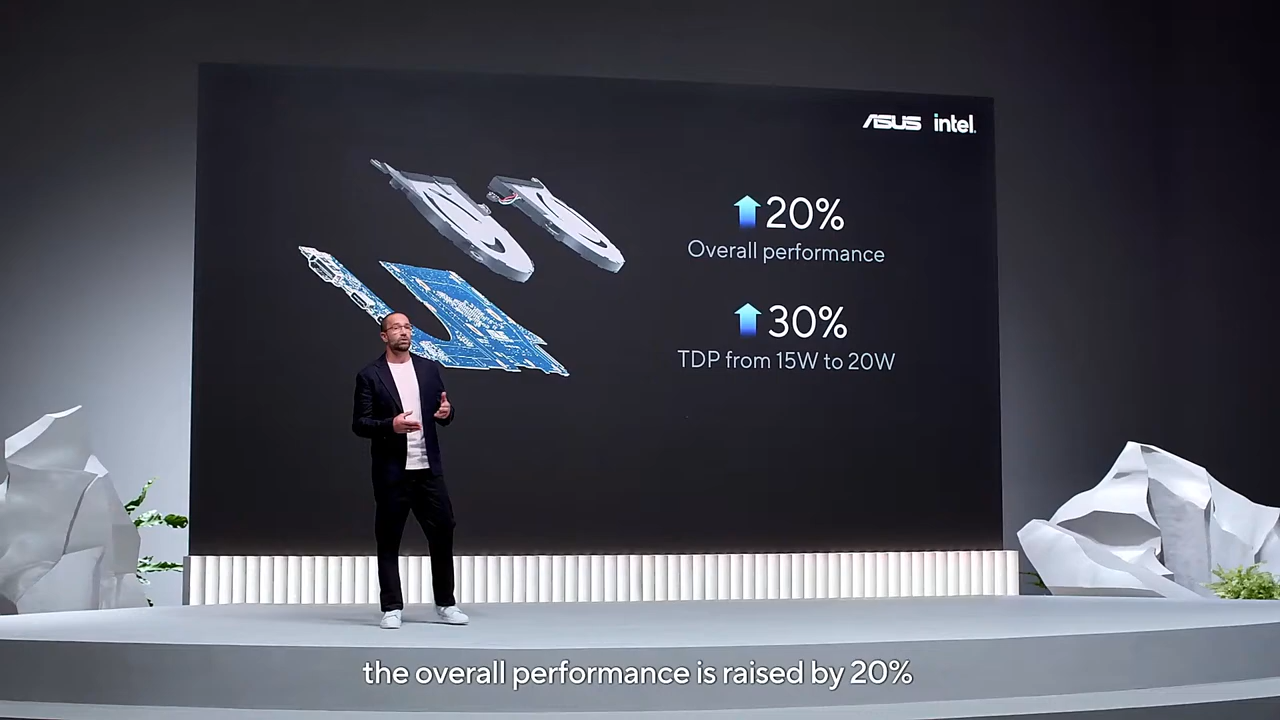 ASUS intel.
20%
Overall performance
30%
TDP from 15W to 20W
the overall performance is raised by 20%